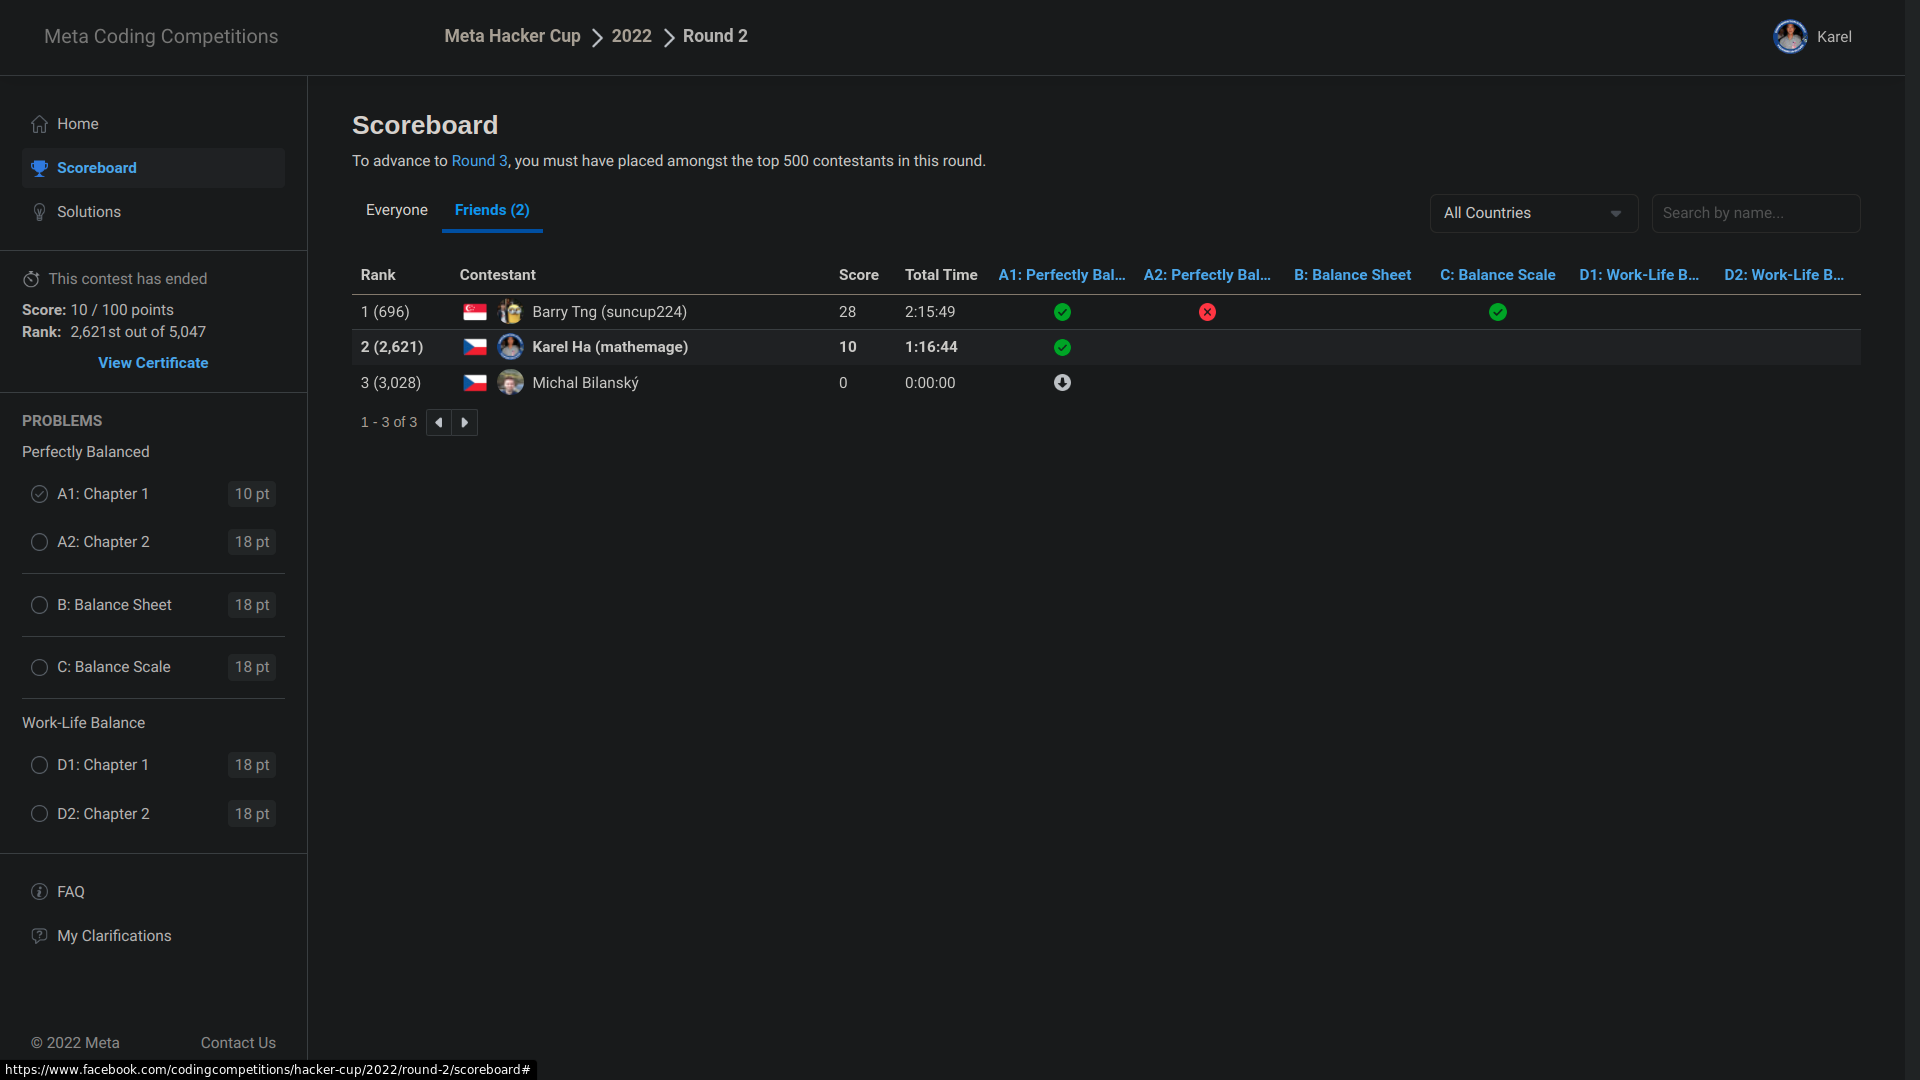 Meta Coding Competitions
Meta Hacker Cup
2022
Round 2
Karel
Home
Scoreboard
Solutions
This contest has ended
Score: 10 / 100 points
Rank: 2,621st out of 5,047
View Certificate
PROBLEMS
Perfectly Balanced
A1: Chapter 1 10 pt
A2: Chapter 2 18 pt
B: Balance Sheet 18 pt
C: Balance Scale 18 pt
Work-Life Balance
D1: Chapter 1 18 pt
D2: Chapter 2 18 pt
FAQ
My Clarifications
© 2022 Meta Contact Us
Scoreboard
To advance to Round 3, you must have placed amongst the top 500 contestants in this round.
Everyone Friends (2) All Countries Search by name...
Rank Contestant Score Total Time A1: Perfectly Bal... A2: Perfectly Bal... B: Balance Sheet C: Balance Scale D1: Work-Life B... D2: Work-Life B...
1 (696) Barry Tng (suncup224) 28 2:15:49
2 (2,621) Karel Ha (mathemage) 10 1:16:44
3 (3,028) Michal Bilanský 0 0:00:00
1 - 3 of 3
https://www.facebook.com/codingcompetitions/hacker-cup/2022/round-2/scoreboard#